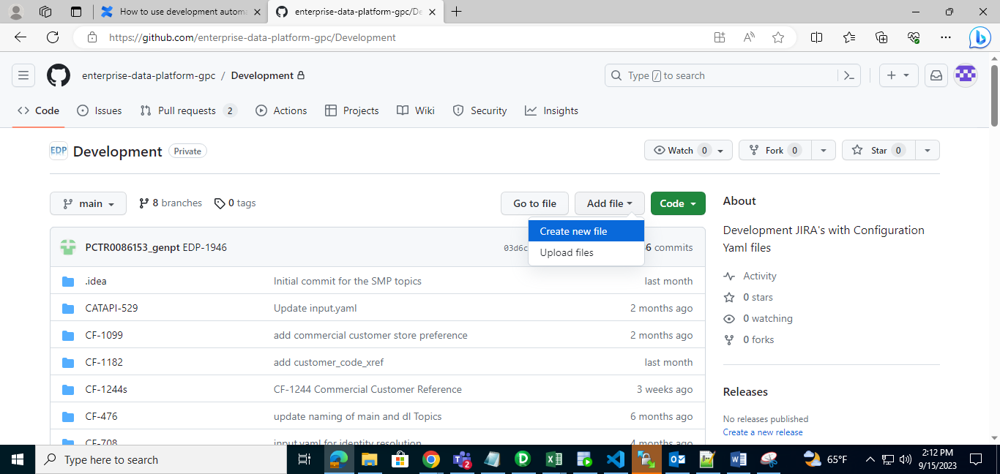 How to use development automa
enterprise-data-platform-gpc/De
https://github.com/enterprise-data-platform-gpc/Development
enterprise-data-platform-gpc / Development
Type / to search
Code
Issues
Pull requests 2
Actions
Projects
Wiki
Security
Insights
EDP Development Private
Watch 0
Fork 0
Star 0
main
8 branches
0 tags
Go to file
Add file
Code
Create new file
Upload files
PCTR0086153_genpt EDP-1946
03d6c
6 commits
.idea Initial commit for the SMP topics last month
CATAPI-529 Update input.yaml 2 months ago
CF-1099 add commercial customer store preference 2 months ago
CF-1182 add customer_code_xref last month
CF-1244s CF-1244 Commercial Customer Reference 3 weeks ago
CF-476 update naming of main and dl Topics 6 months ago
CF-708 input.yaml for identity resolution 4 months ago
About
Development JIRA's with Configuration
Yaml files
Activity
0 stars
0 watching
0 forks
Releases
No releases published
Create a new release
Type here to search
2
65°F
2:12 PM
9/15/2023